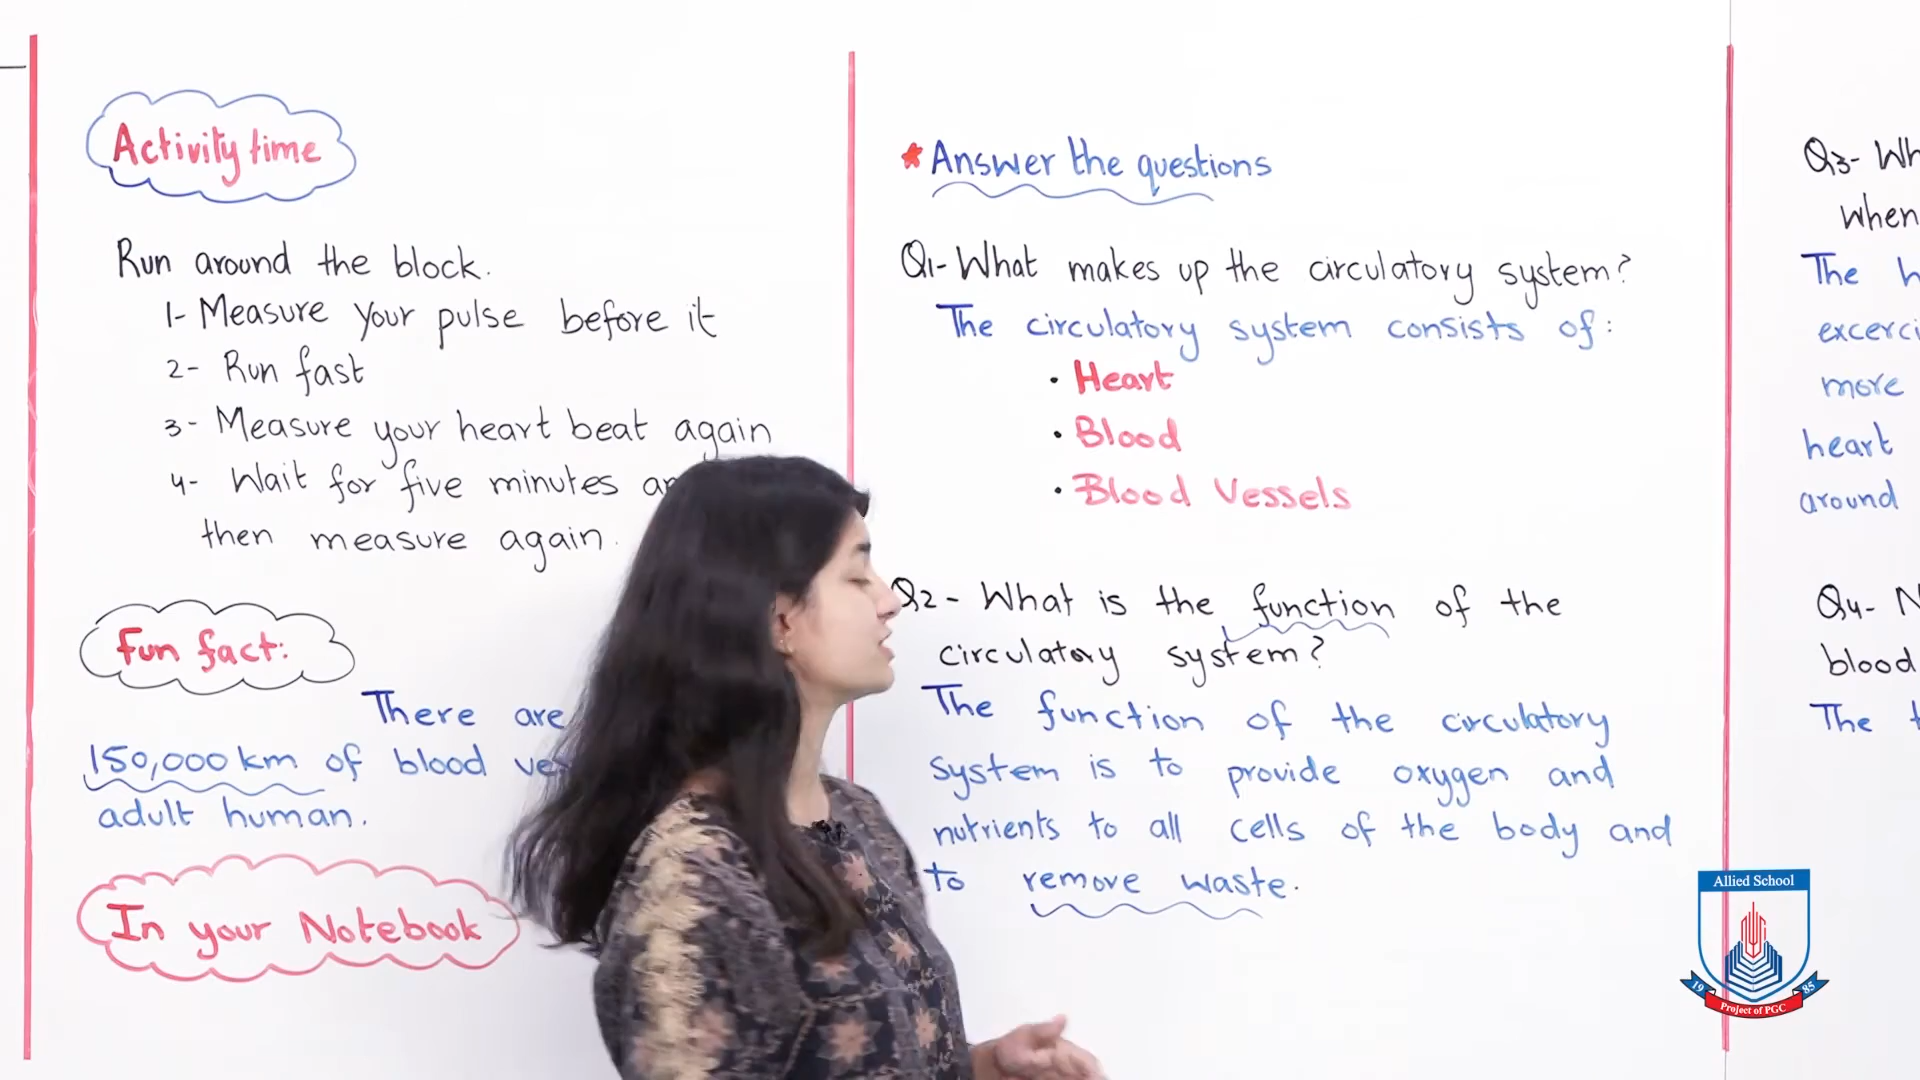 Activity time
Run around the block.
1- Measure your pulse before it
2- Run fast
3- Measure your heart beat again
4- Wait for five minutes
then measure again.
Fun fact:
There are
150,000 km of blood
adult human.
In your Notebook
*Answer the questions
Q1- What makes up the circulatory system?
The circulatory system consists of:
• Heart
• Blood
• Blood Vessels
Q2- What is the function of the
circulatory system?
The function of the circulatory
system is to provide oxygen and
nutrients to all cells of the body and
to remove waste.
Q3-
When
The
more
heart
around
Q4-
blood
The
Allied School
19 85
Project of PGC